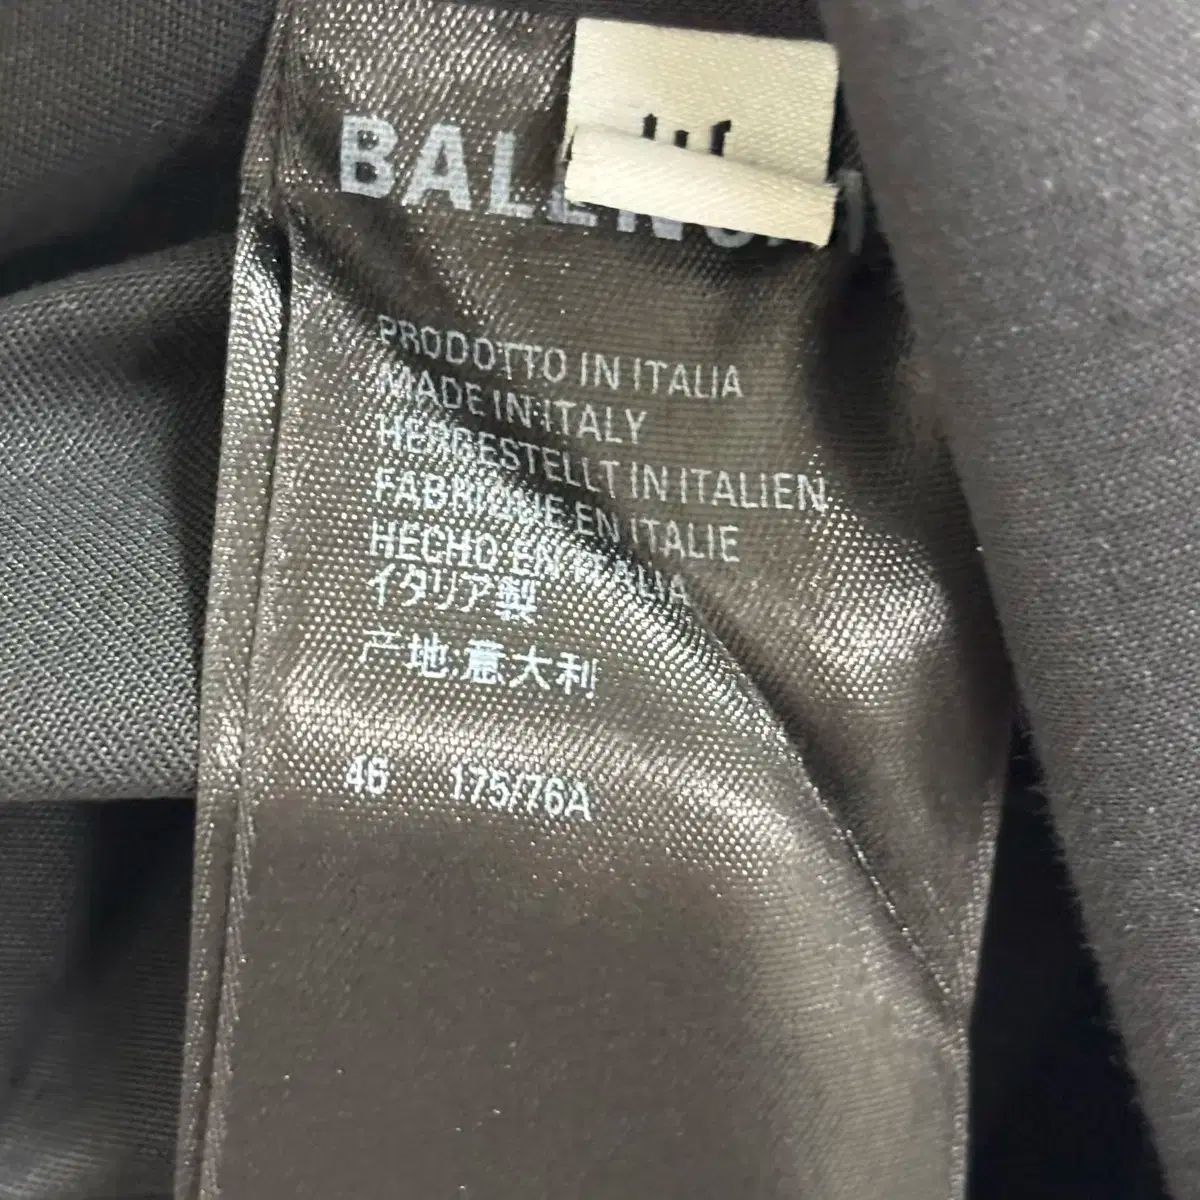 PRODOTTO IN ITALIA
MADE IN ITALY
HERGESTELLT IN ITALIEN
FABRIQUE EN ITALIE
HECHO EN ITALIA
イタリア製
产地.意大利
46 175/76A